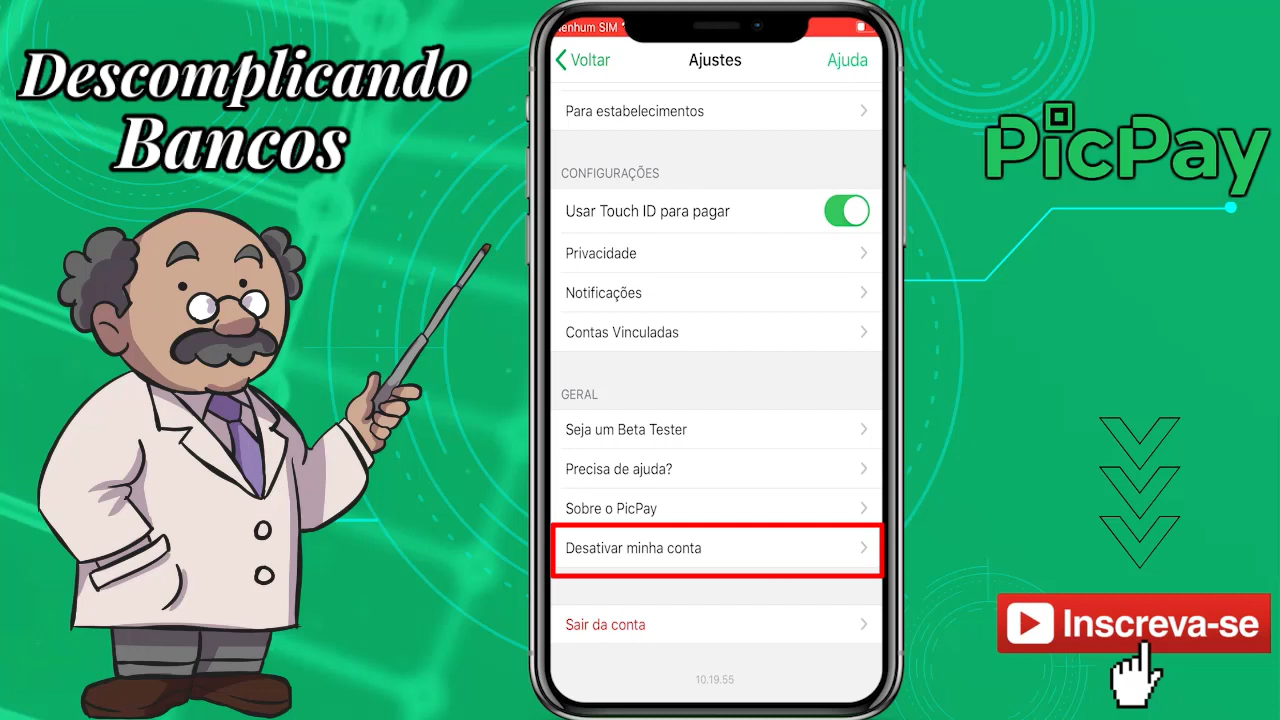 Descomplicando
Bancos
enhum SIM
Voltar
Ajustes
Ajuda
Para estabelecimentos
CONFIGURAÇÕES
Usar Touch ID para pagar
Privacidade
Notificações
Contas Vinculadas
GERAL
Seja um Beta Tester
Precisa de ajuda?
Sobre o PicPay
Desativar minha conta
Sair da conta
10.19.55
PicPay
Inscreva-se